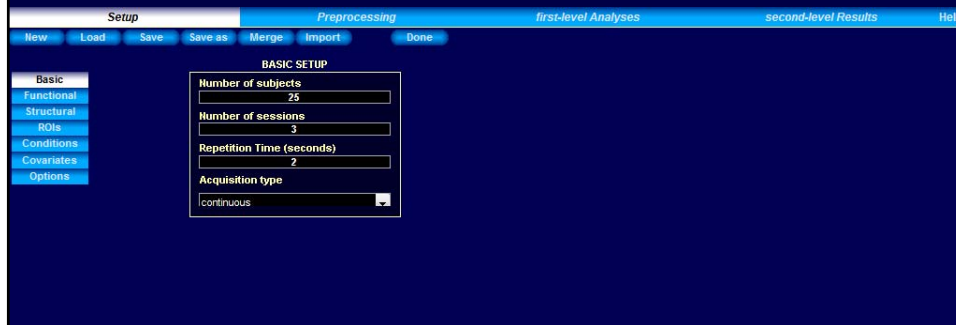 Setup Preprocessing first-level Analyses second-level Results Hel
New Load Save Save as Merge Import Done
BASIC SETUP
Basic
Functional
Structural
ROIs
Conditions
Covariates
Options
Number of subjects
25
Number of sessions
3
Repetition Time (seconds)
2
Acquisition type
continuous